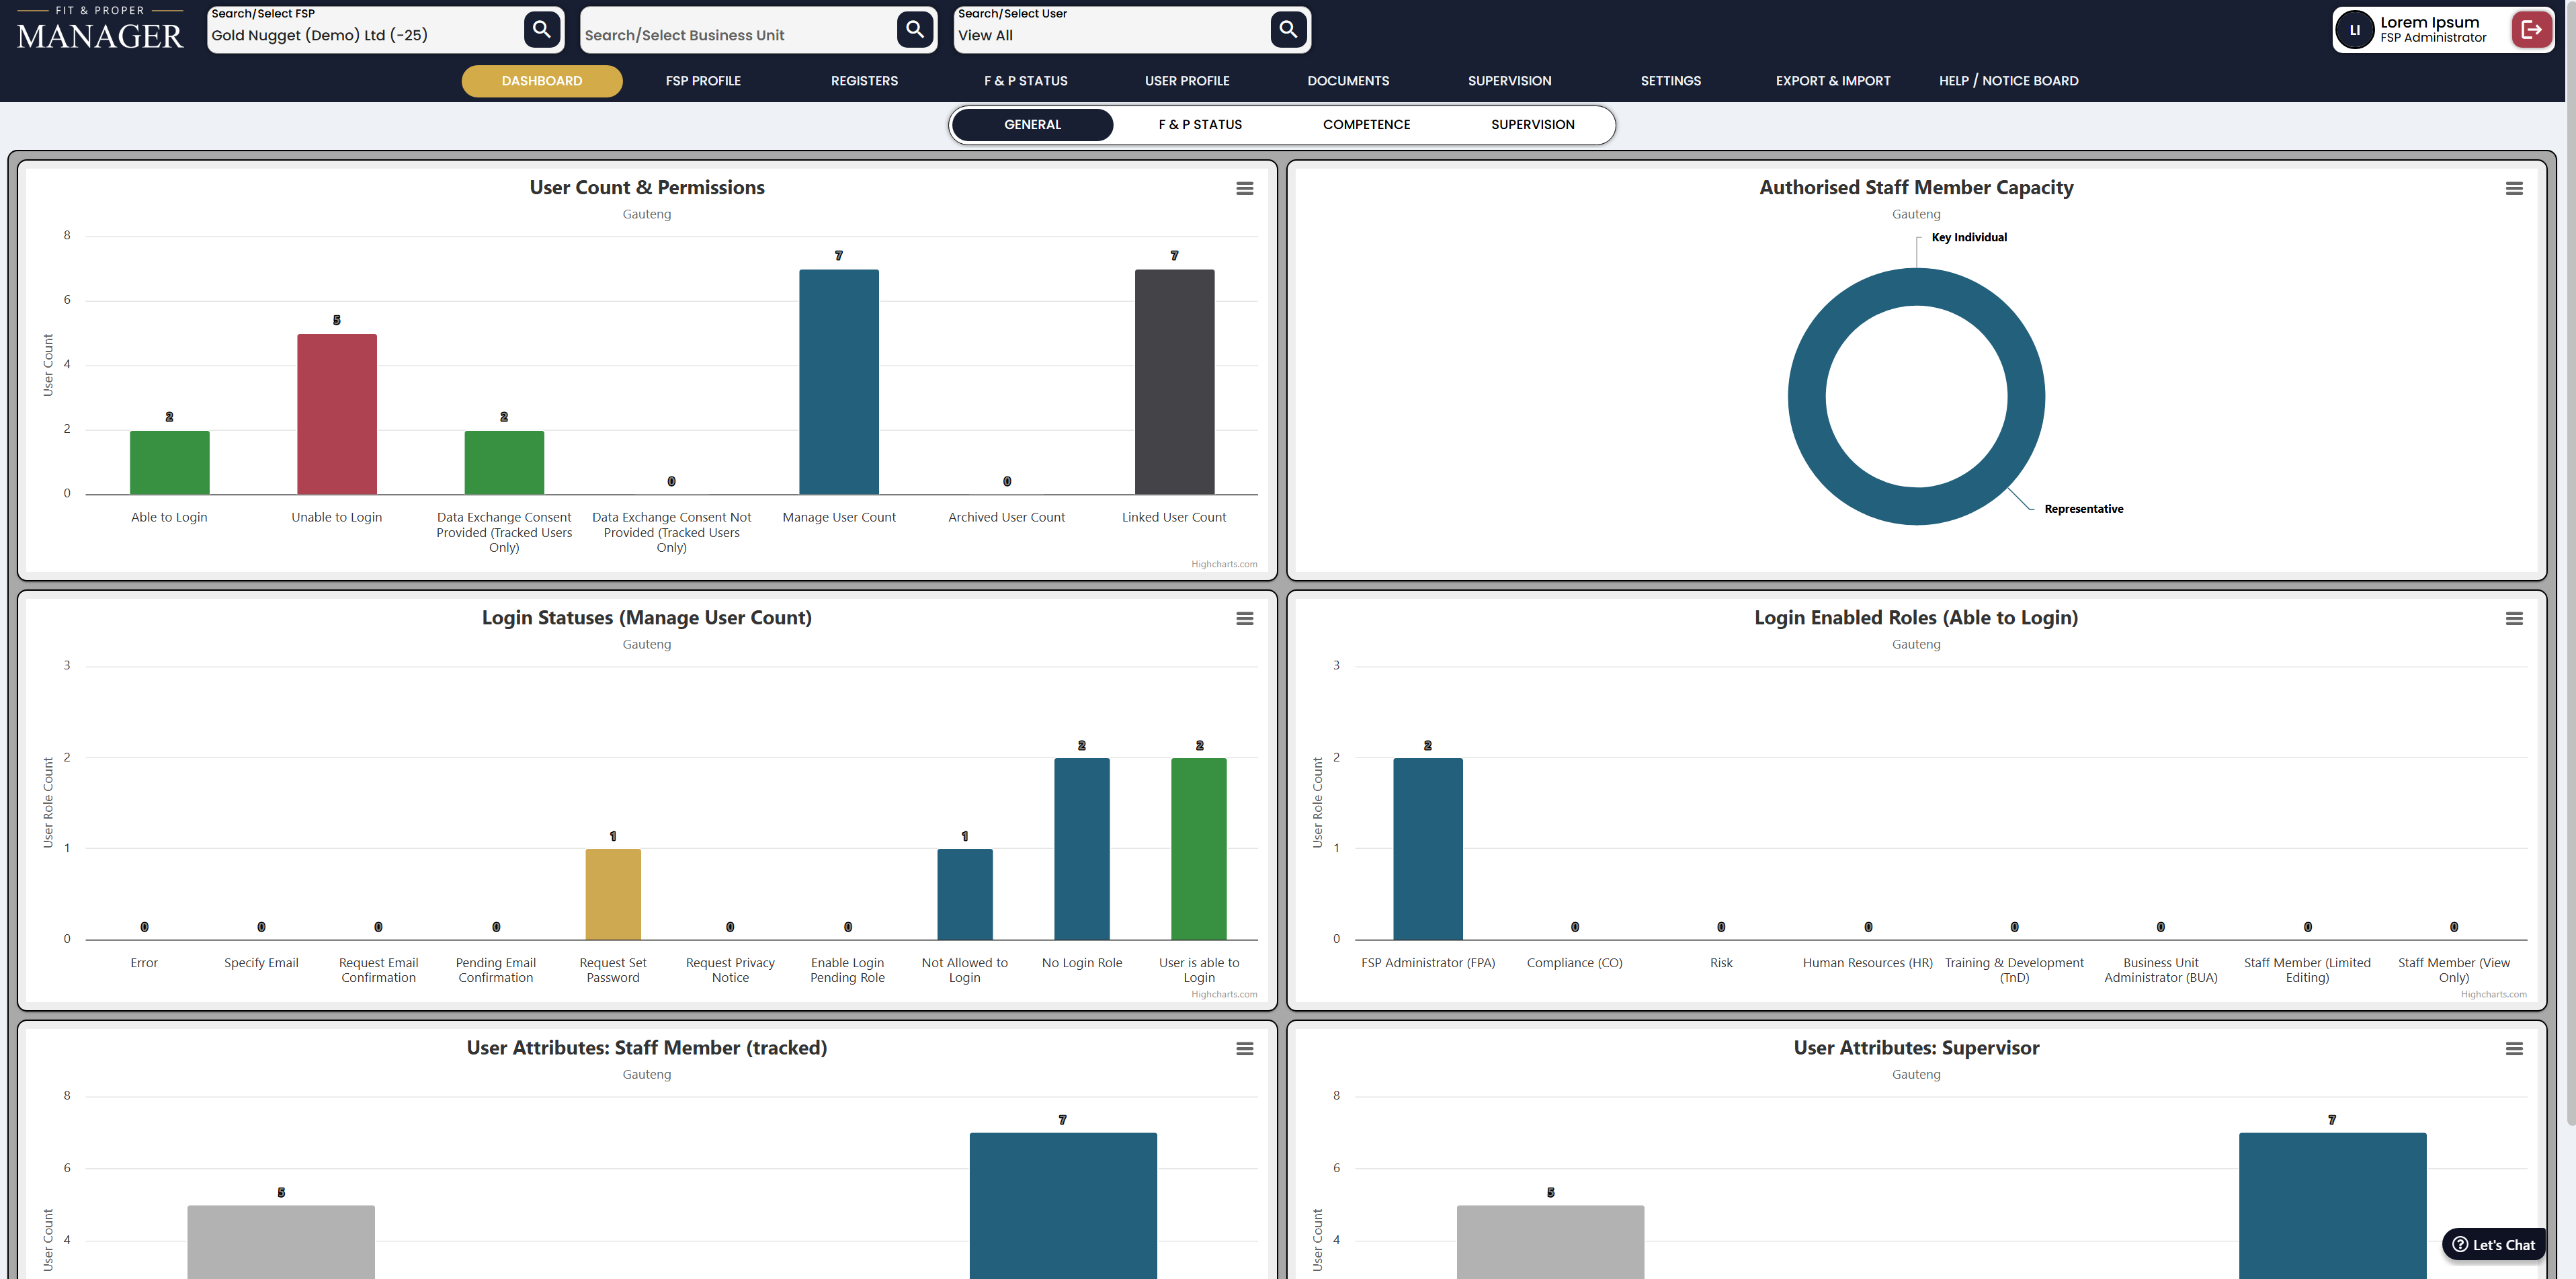 FIT & PROPER
MANAGER
Search/Select FSP
Gold Nugget (Demo) Ltd (-25)
Search/Select Business Unit
Search/Select User
View All
LI
Lorem Ipsum
FSP Administrator
DASHBOARD
FSP PROFILE
REGISTERS
F & P STATUS
USER PROFILE
DOCUMENTS
SUPERVISION
SETTINGS
EXPORT & IMPORT
HELP / NOTICE BOARD
GENERAL
F & P STATUS
COMPETENCE
SUPERVISION
User Count & Permissions
Gauteng
User Count
8
6
4
2
0
2
5
2
0
7
0
7
Able to Login
Unable to Login
Data Exchange Consent
Provided (Tracked Users
Only)
Data Exchange Consent Not
Provided (Tracked Users
Only)
Manage User Count
Archived User Count
Linked User Count
Highcharts.com
Authorised Staff Member Capacity
Gauteng
Key Individual
Representative
Login Statuses (Manage User Count)
Gauteng
User Role Count
3
2
1
0
0
0
0
0
1
0
0
1
2
2
Error
Specify Email
Request Email
Confirmation
Pending Email
Confirmation
Request Set
Password
Request Privacy
Notice
Enable Login
Pending Role
Not Allowed to
Login
No Login Role
User is able to
Login
Highcharts.com
Login Enabled Roles (Able to Login)
Gauteng
User Role Count
3
2
1
0
2
0
0
0
0
0
0
0
FSP Administrator (FPA)
Compliance (CO)
Risk
Human Resources (HR)
Training & Development
(TnD)
Business Unit
Administrator (BUA)
Staff Member (Limited
Editing)
Staff Member (View
Only)
Highcharts.com
User Attributes: Staff Member (tracked)
Gauteng
User Count
8
6
4
5
7
User Attributes: Supervisor
Gauteng
User Count
8
6
4
5
7
Let's Chat